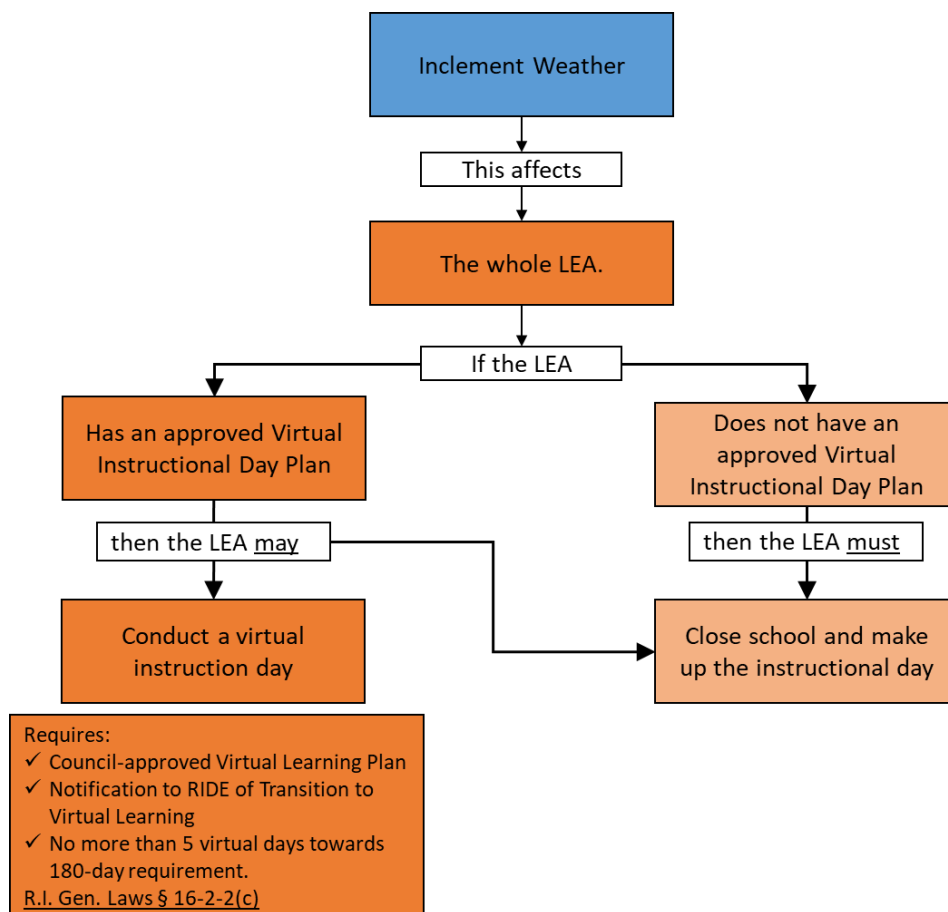 Inclement Weather
This affects
The whole LEA.
If the LEA
Has an approved Virtual
Instructional Day Plan
Does not have an
approved Virtual
Instructional Day Plan
then the LEA may
then the LEA must
Conduct a virtual
instruction day
Close school and make
up the instructional day
Requires:
✓ Council-approved Virtual Learning Plan
✓ Notification to RIDE of Transition to
Virtual Learning
✓ No more than 5 virtual days towards
180-day requirement.
R.I. Gen. Laws § 16-2-2(c)